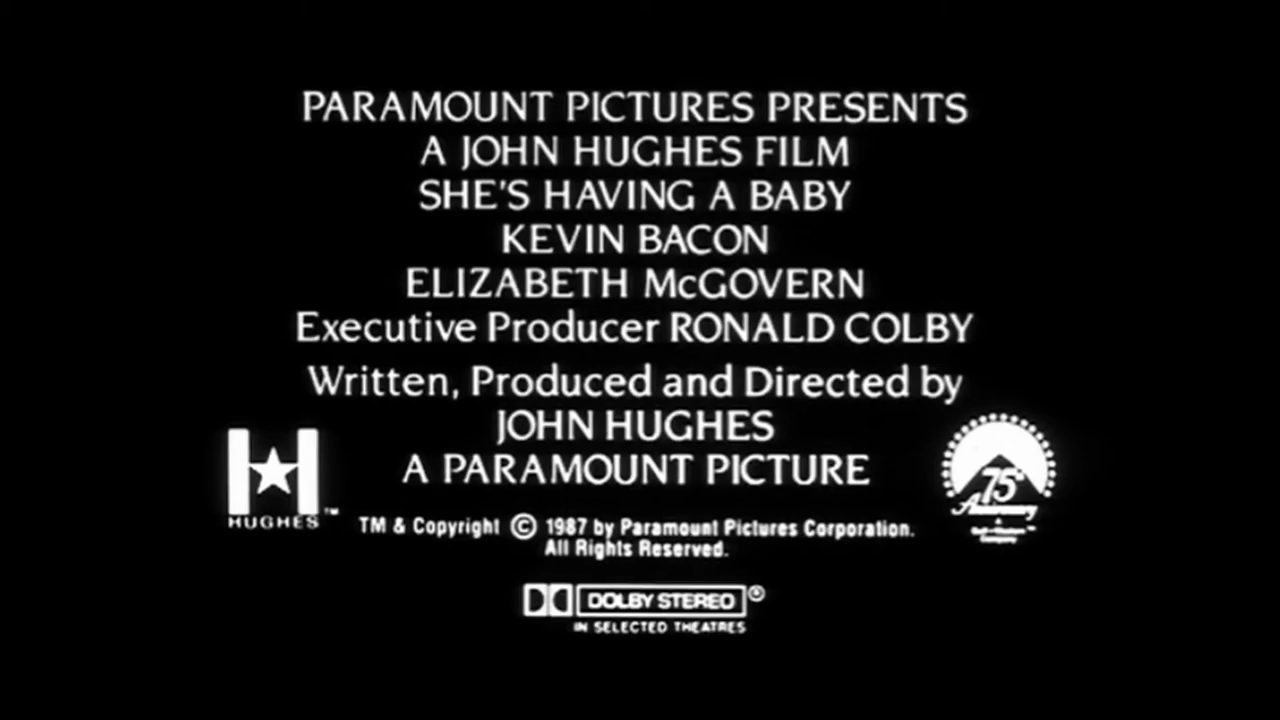 PARAMOUNT PICTURES PRESENTS
A JOHN HUGHES FILM
SHE'S HAVING A BABY
KEVIN BACON
ELIZABETH McGOVERN
Executive Producer RONALD COLBY
Written, Produced and Directed by
JOHN HUGHES
A PARAMOUNT PICTURE
HUGHES™
75th
Anniversary
TM & Copyright © 1987 by Paramount Pictures Corporation.
All Rights Reserved.
DOLBY STEREO ®
IN SELECTED THEATRES